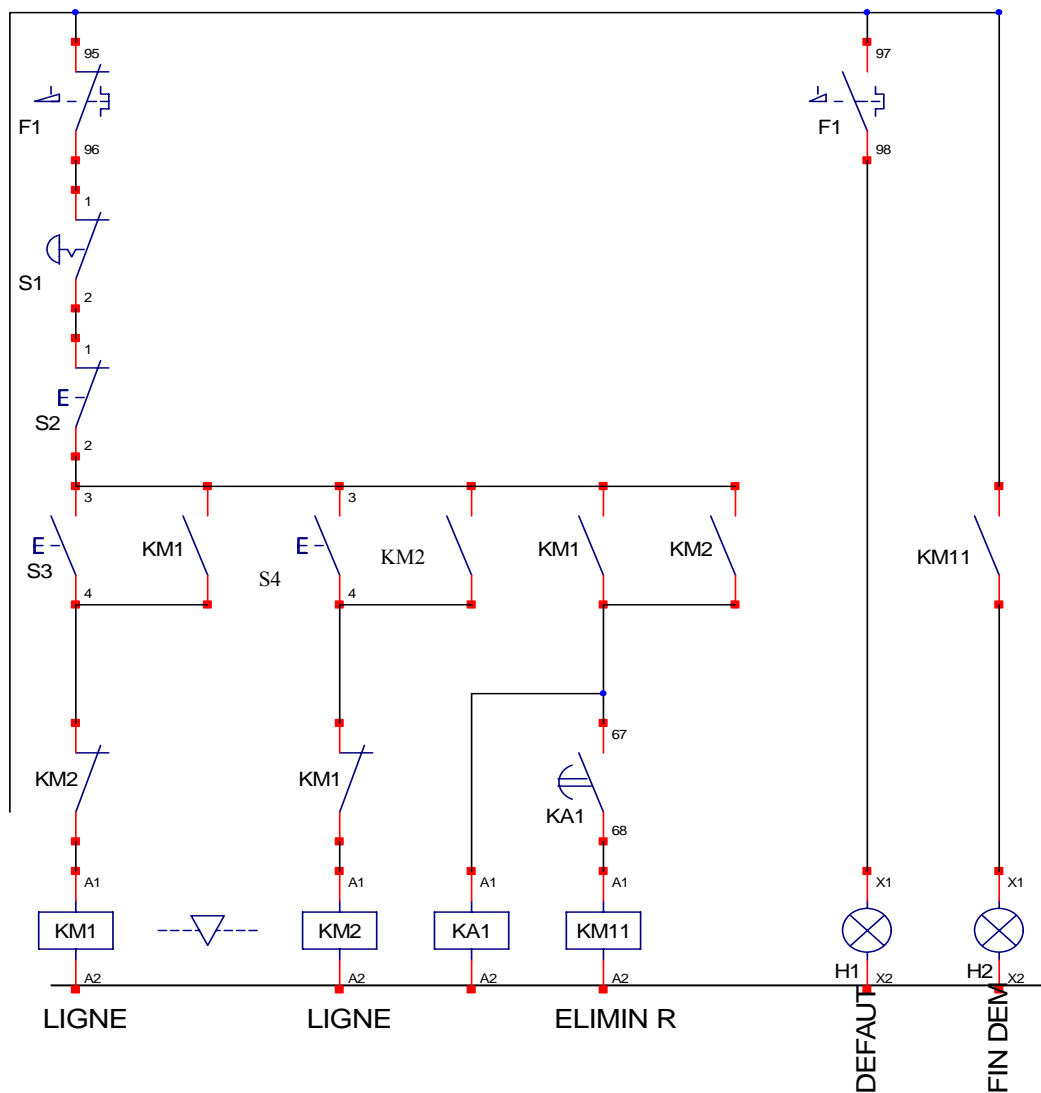 95 97
F1 F1
96 98
1
S1
2
1
E
S2
2
3 3
E KM1 E KM2 KM1 KM2 KM11
S3 S4
4 4
67
KM2 KM1 KA1
68
A1 A1 A1 A1 X1 X1
KM1 KM2 KA1 KM11
A2 A2 A2 A2 H1 X2 H2 X2
LIGNE LIGNE ELIMIN R
DEFAUT
FIN DEM